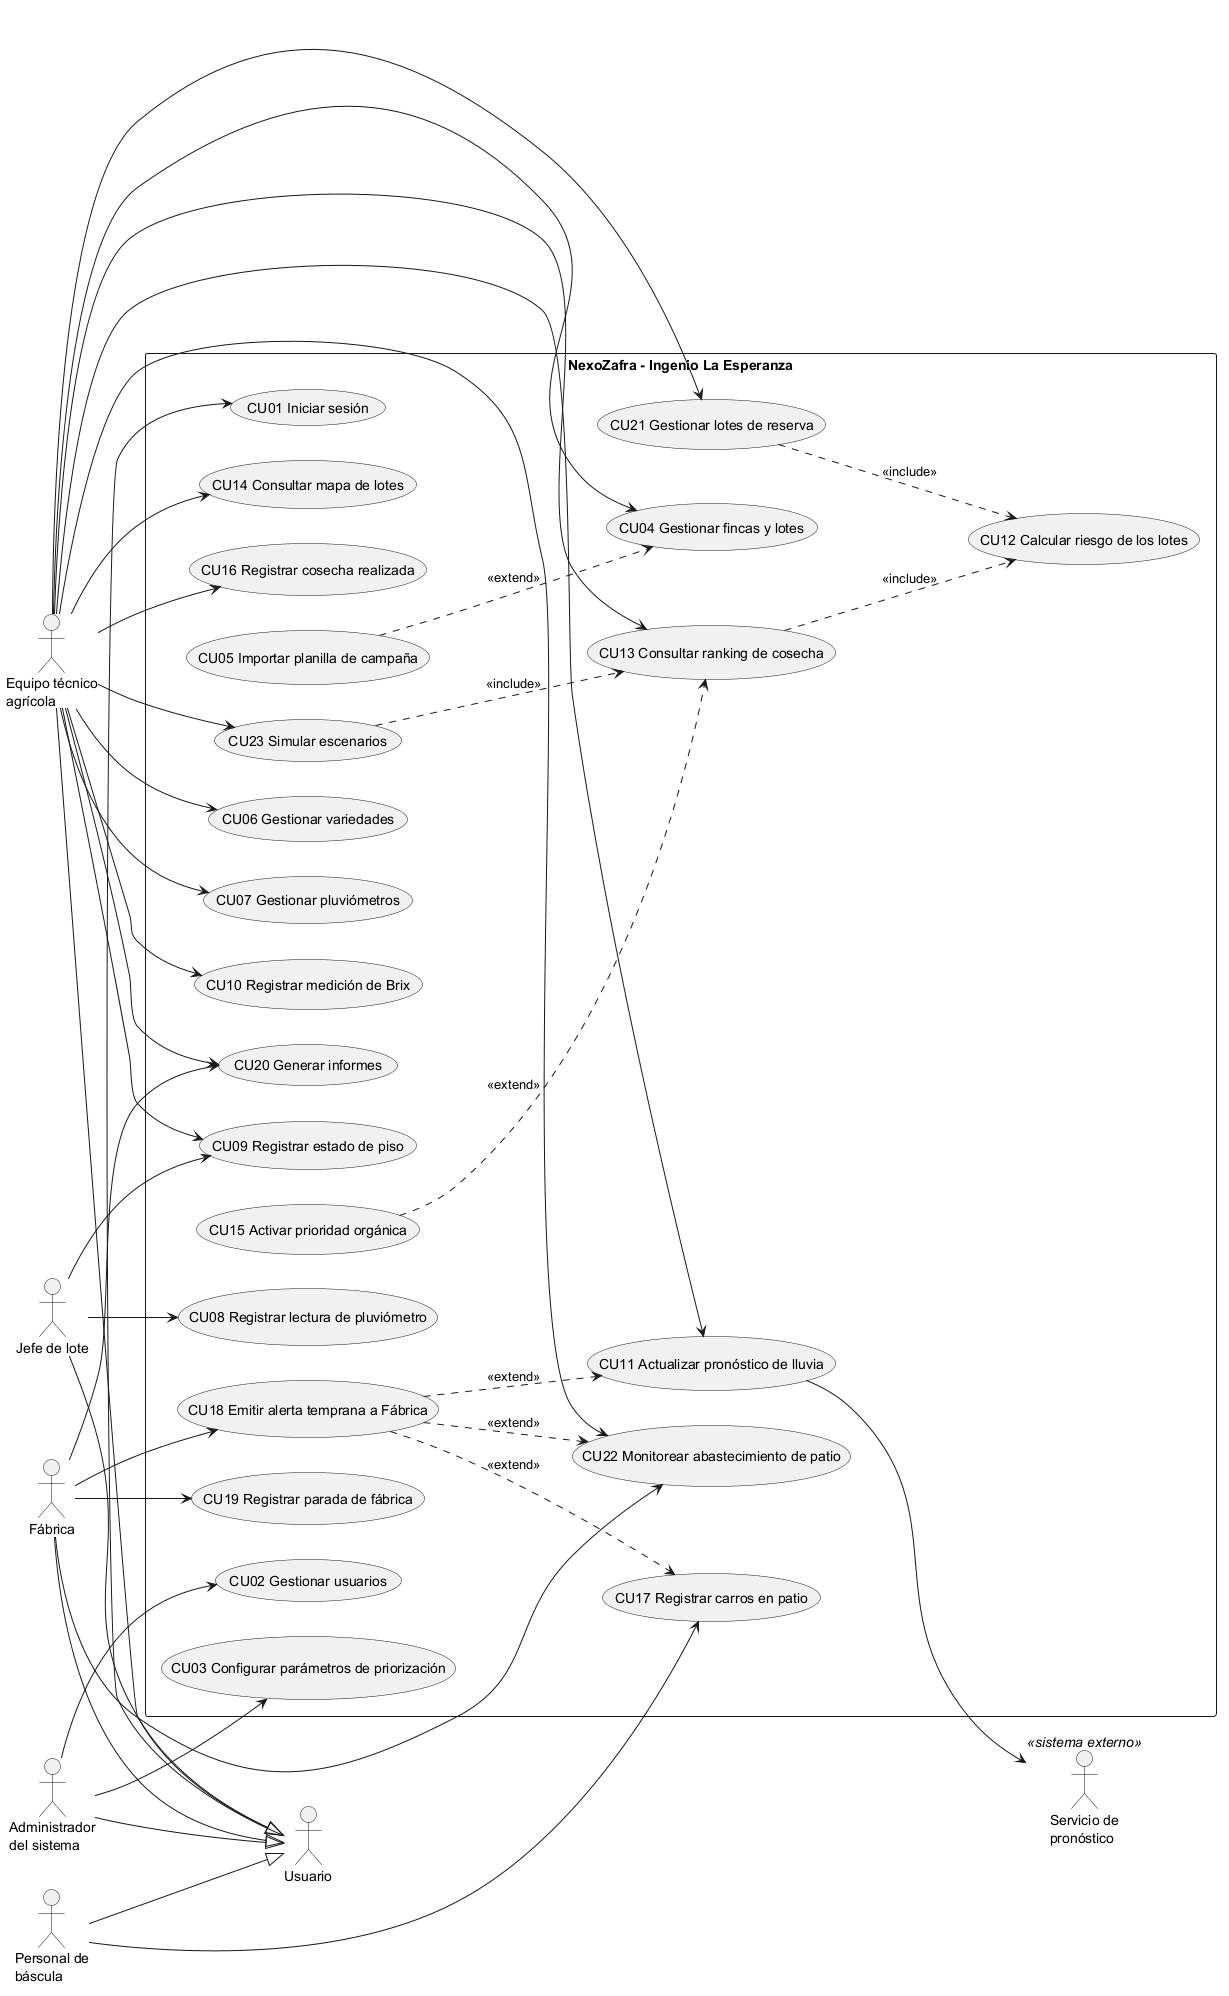 NexoZafra - Ingenio La Esperanza
CU01 Iniciar sesión
CU21 Gestionar lotes de reserva
«include»
CU14 Consultar mapa de lotes
CU04 Gestionar fincas y lotes
CU12 Calcular riesgo de los lotes
CU16 Registrar cosecha realizada
«extend»
«include»
CU05 Importar planilla de campaña
CU13 Consultar ranking de cosecha
Equipo técnico
agrícola
«include»
CU23 Simular escenarios
CU06 Gestionar variedades
CU07 Gestionar pluviómetros
CU10 Registrar medición de Brix
CU20 Generar informes
«extend»
CU09 Registrar estado de piso
CU15 Activar prioridad orgánica
CU08 Registrar lectura de pluviómetro
Jefe de lote
CU11 Actualizar pronóstico de lluvia
«extend»
CU18 Emitir alerta temprana a Fábrica
«extend»
CU22 Monitorear abastecimiento de patio
«extend»
CU19 Registrar parada de fábrica
Fábrica
CU02 Gestionar usuarios
CU17 Registrar carros en patio
CU03 Configurar parámetros de priorización
«sistema externo»
Servicio de
pronóstico
Administrador
del sistema
Usuario
Personal de
báscula